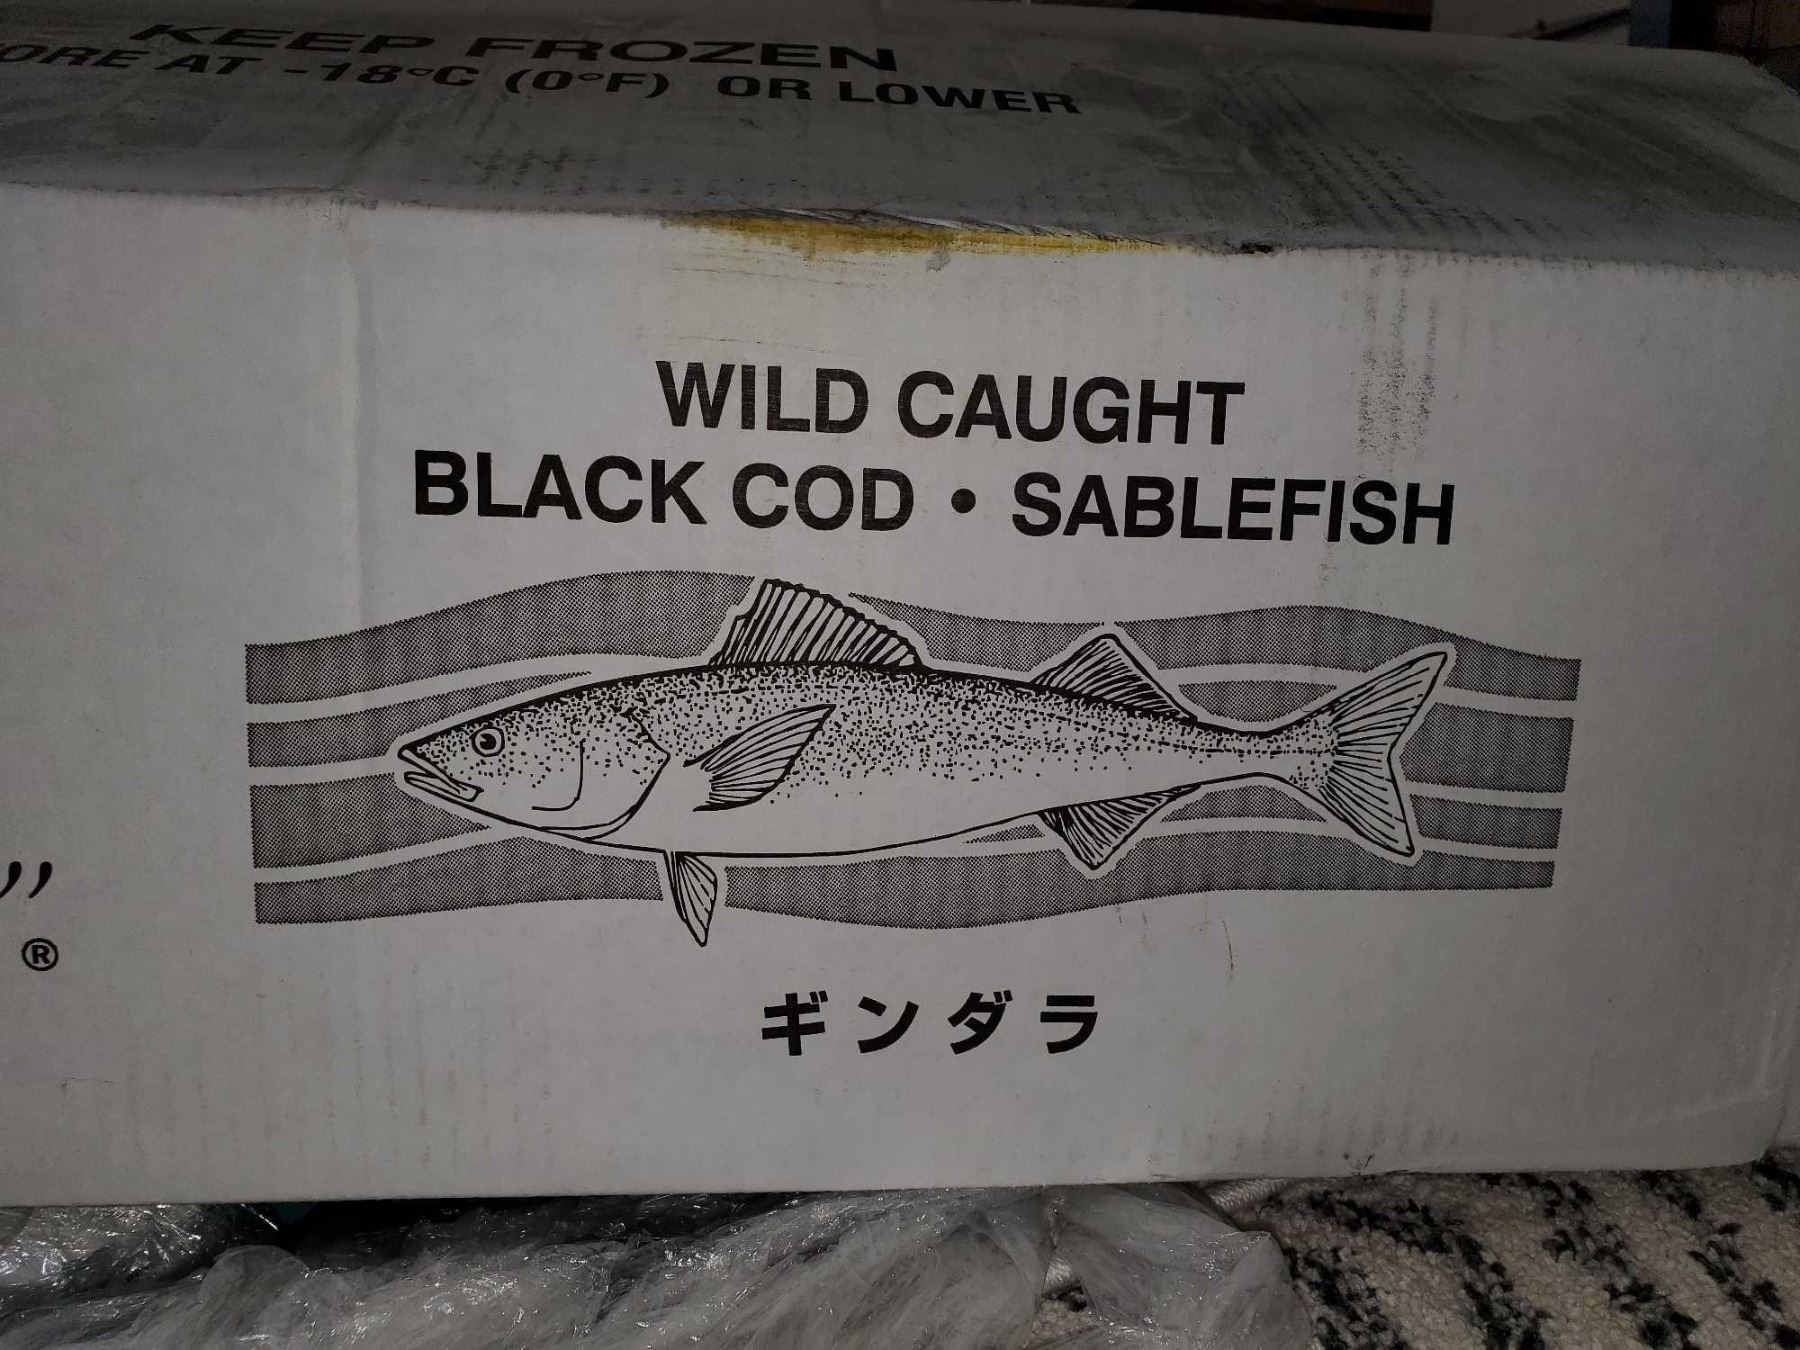 KEEP FROZEN
ORE AT -18°C (0°F) OR LOWER
WILD CAUGHT
BLACK COD • SABLEFISH
”
®
ギンダラ